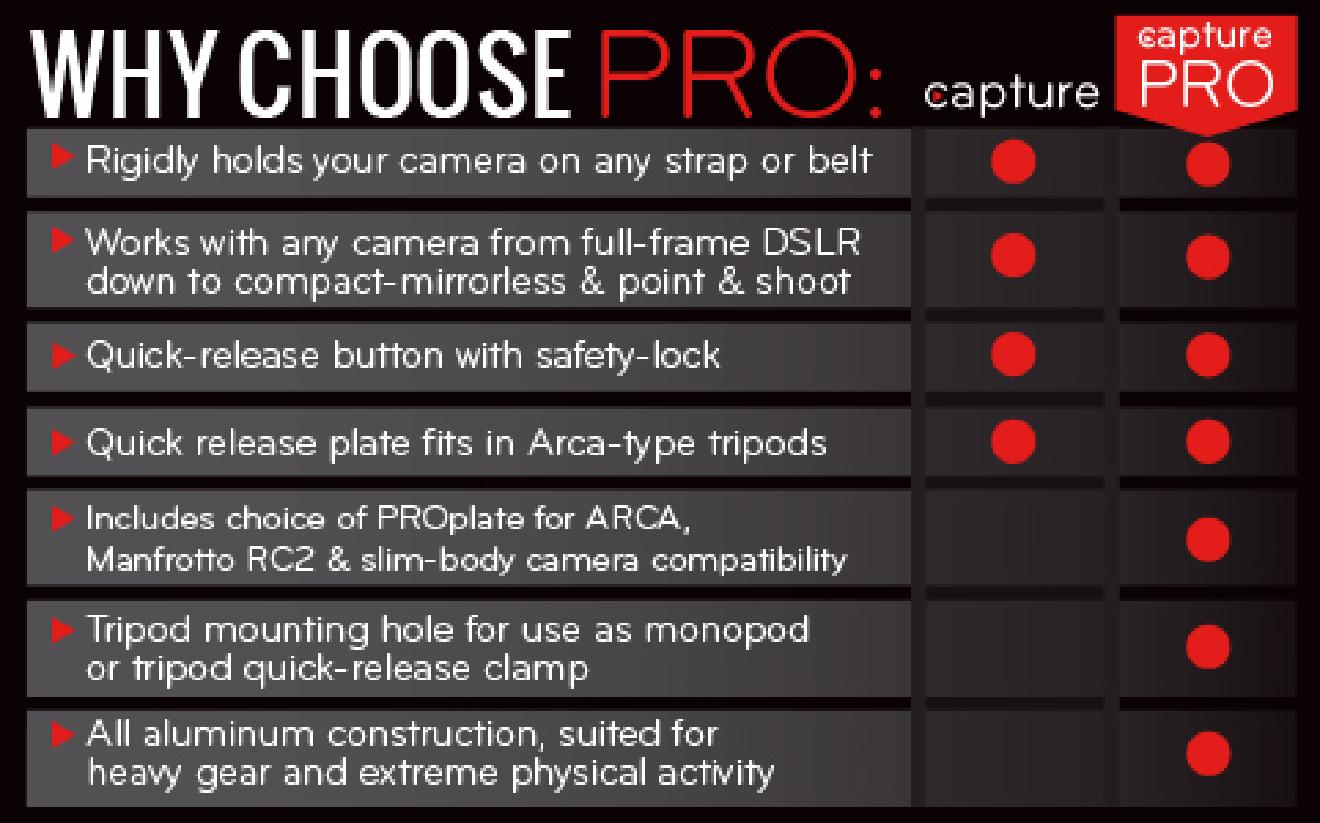 WHY CHOOSE PRO:
capture
capture
PRO
Rigidly holds your camera on any strap or belt
Works with any camera from full-frame DSLR
down to compact-mirrorless & point & shoot
Quick-release button with safety-lock
Quick release plate fits in Arca-type tripods
Includes choice of PROplate for ARCA,
Manfrotto RC2 & slim-body camera compatibility
Tripod mounting hole for use as monopod
or tripod quick-release clamp
All aluminum construction, suited for
heavy gear and extreme physical activity